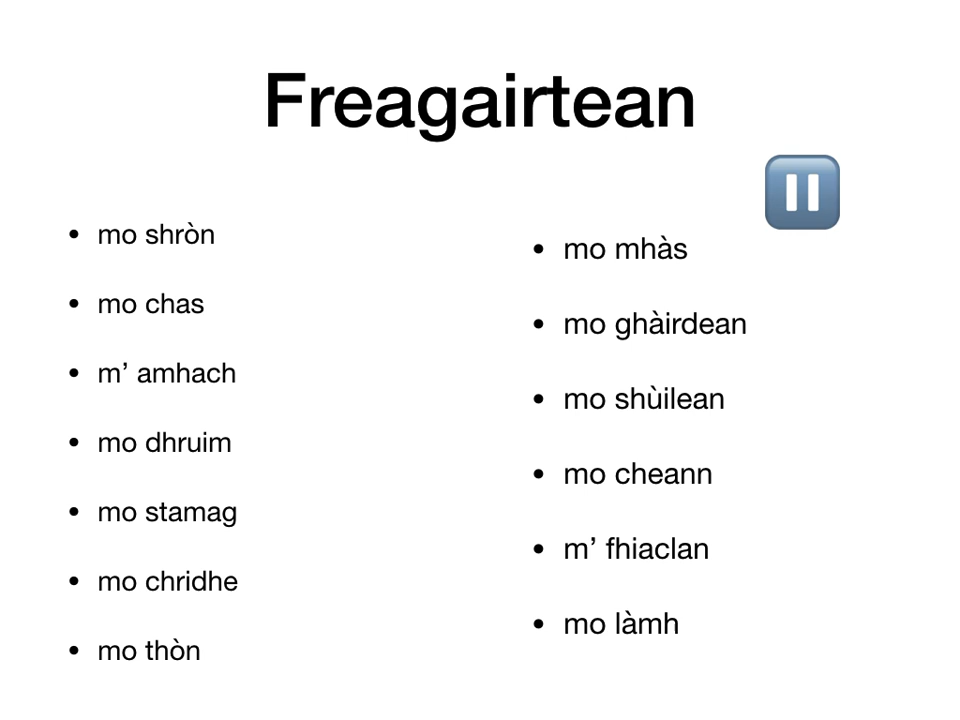 Freagairtean
• mo shròn
• mo chas
• m’ amhach
• mo dhruim
• mo stamag
• mo chridhe
• mo thòn
• mo mhàs
• mo ghàirdean
• mo shùilean
• mo cheann
• m’ fhiaclan
• mo làmh